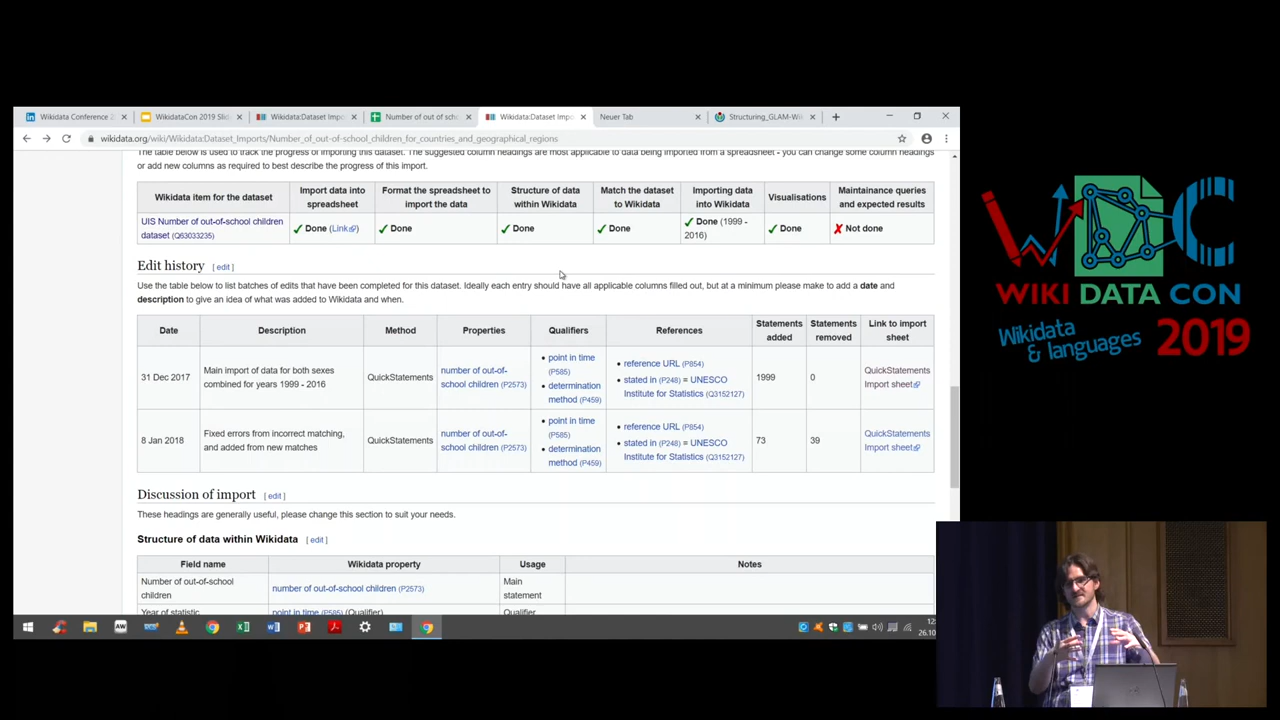 Wikidata Conference 2
WikidataCon 2019 Slid
Wikidata:Dataset Impo
Number of out of scho
Wikidata:Dataset Impo
Neuer Tab
Structuring_GLAM-Wi
wikidata.org/wiki/Wikidata:Dataset_Imports/Number_of_out-of-school_children_for_countries_and_geographical_regions
The table below is used to track the progress of importing this dataset. The suggested column headings are most applicable to data being imported from a spreadsheet - you can change some column headings
or add new columns as required to best describe the progress of this import.
Wikidata item for the dataset
Import data into
spreadsheet
Format the spreadsheet to
import the data
Structure of data
within Wikidata
Match the dataset
to Wikidata
Importing data
into Wikidata
Visualisations
Maintainance queries
and expected results
UIS Number of out-of-school children
dataset (Q63033235)
Done (Link)
Done
Done
Done
Done (1999 -
2016)
Done
Not done
Edit history [ edit ]
Use the table below to list batches of edits that have been completed for this dataset. Ideally each entry should have all applicable columns filled out, but at a minimum please make to add a date and
description to give an idea of what was added to Wikidata and when.
Date
Description
Method
Properties
Qualifiers
References
Statements
added
Statements
removed
Link to import
sheet
31 Dec 2017
Main import of data for both sexes
combined for years 1999 - 2016
QuickStatements
number of out-of-
school children (P2573)
point in time
(P585)
determination
method (P459)
reference URL (P854)
stated in (P248) = UNESCO
Institute for Statistics (Q3152127)
1999
0
QuickStatements
Import sheet
8 Jan 2018
Fixed errors from incorrect matching,
and added from new matches
QuickStatements
number of out-of-
school children (P2573)
point in time
(P585)
determination
method (P459)
reference URL (P854)
stated in (P248) = UNESCO
Institute for Statistics (Q3152127)
73
39
QuickStatements
Import sheet
Discussion of import [ edit ]
These headings are generally useful, please change this section to suit your needs.
Structure of data within Wikidata [ edit ]
Field name
Wikidata property
Usage
Notes
Number of out-of-school
children
number of out-of-school children (P2573)
Main
statement
Year of statistic
point in time (P585) (Qualifier)
Qualifier
AW
26.10
WDC
WIKI DATA CON
Wikidata
& languages
2019